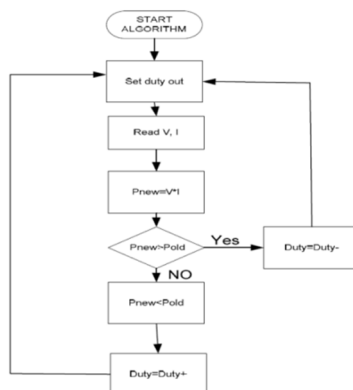 START
ALGORITHM
Set duty out
Read V, I
Pnew=V*I
Pnew>Pold
Yes
Duty=Duty-
NO
Pnew<Pold
Duty=Duty+